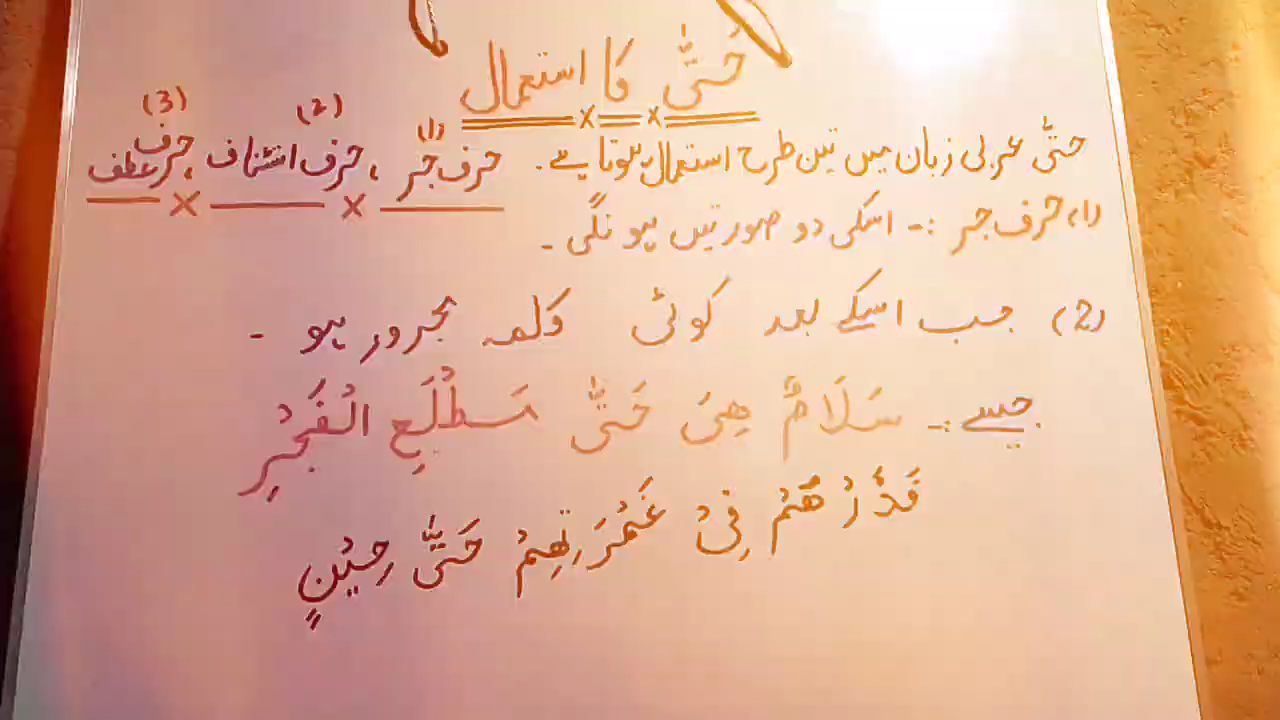 حَتّٰی کا استعمال
حتّٰی عربی زبان میں تین طرح استعمال ہوتا ہے۔ (1) حرف جر ، (2) حرف استئناف ، (3) حرف عطف
(1) حرف جر :- اسکی دو صورتیں ہونگی -
(2) جب اسکے بعد کوئی کلمہ مجرور ہو -
جیسے :- سَلَامٌ هِیَ حَتّٰی مَطْلَعِ الْفَجْرِ
فَذَرْهُمْ فِیْ غَمْرَتِهِمْ حَتّٰی حِیْنٍ